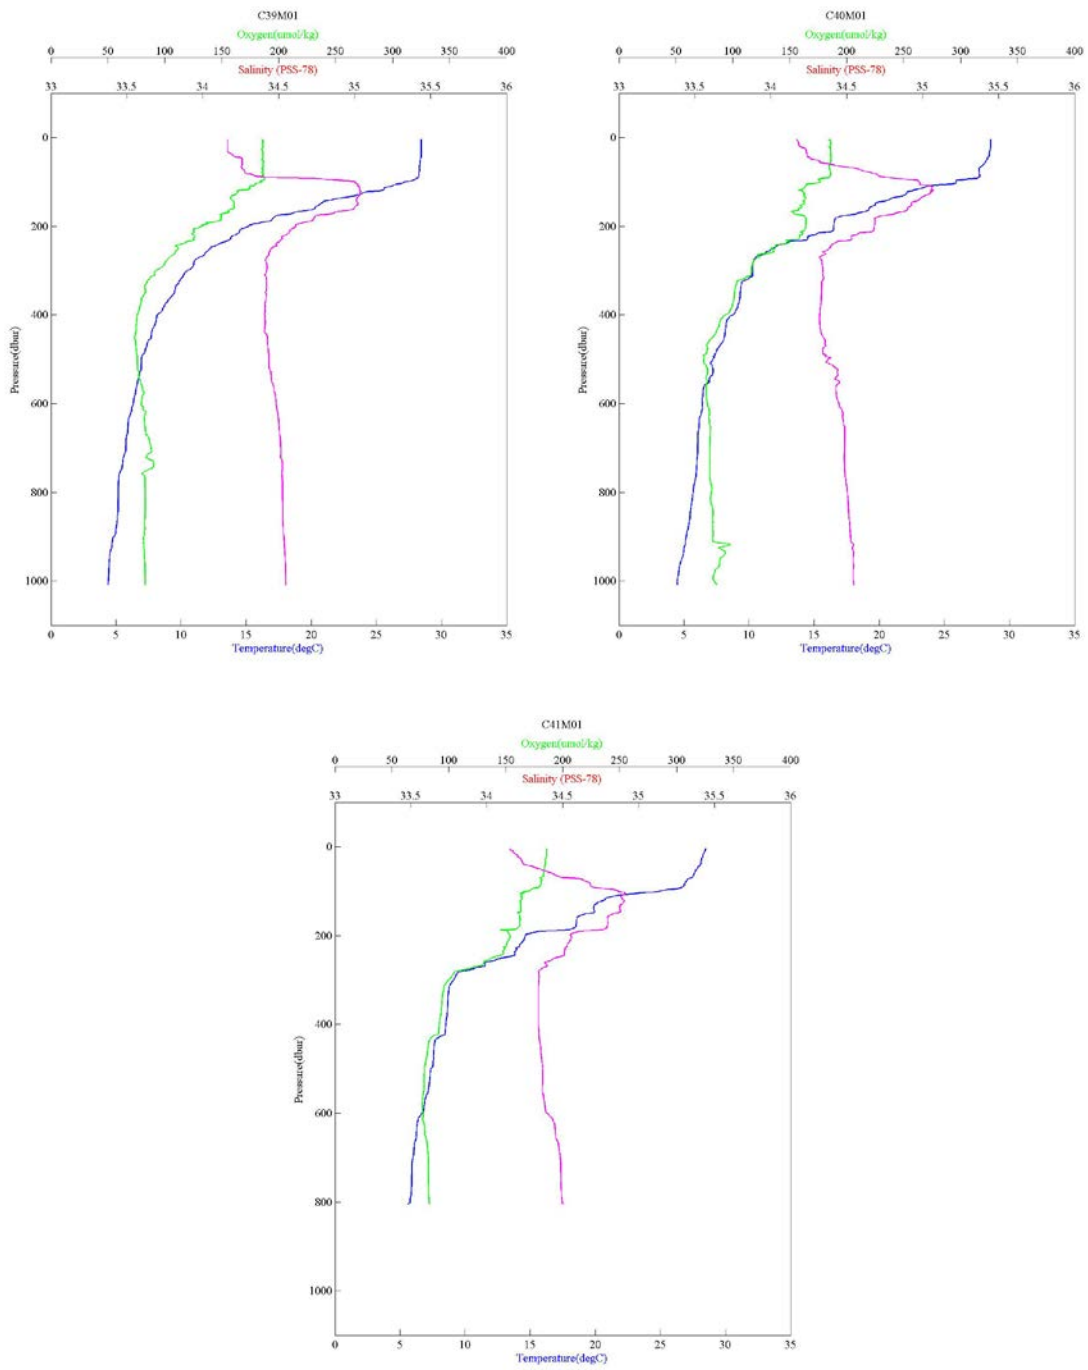 C39M01
Oxygen(umol/kg)
0 50 100 150 200 250 300 350 400
Salinity (PSS-78)
33 33.5 34 34.5 35 35.5 36
0
200
400
600
800
1000
Pressure(dbar)
0 5 10 15 20 25 30 35
Temperature(degC)
C40M01
Oxygen(umol/kg)
0 50 100 150 200 250 300 350 400
Salinity (PSS-78)
33 33.5 34 34.5 35 35.5 36
0
200
400
600
800
1000
Pressure(dbar)
0 5 10 15 20 25 30 35
Temperature(degC)
C41M01
Oxygen(umol/kg)
0 50 100 150 200 250 300 350 400
Salinity (PSS-78)
33 33.5 34 34.5 35 35.5 36
0
200
400
600
800
1000
Pressure(dbar)
0 5 10 15 20 25 30 35
Temperature(degC)